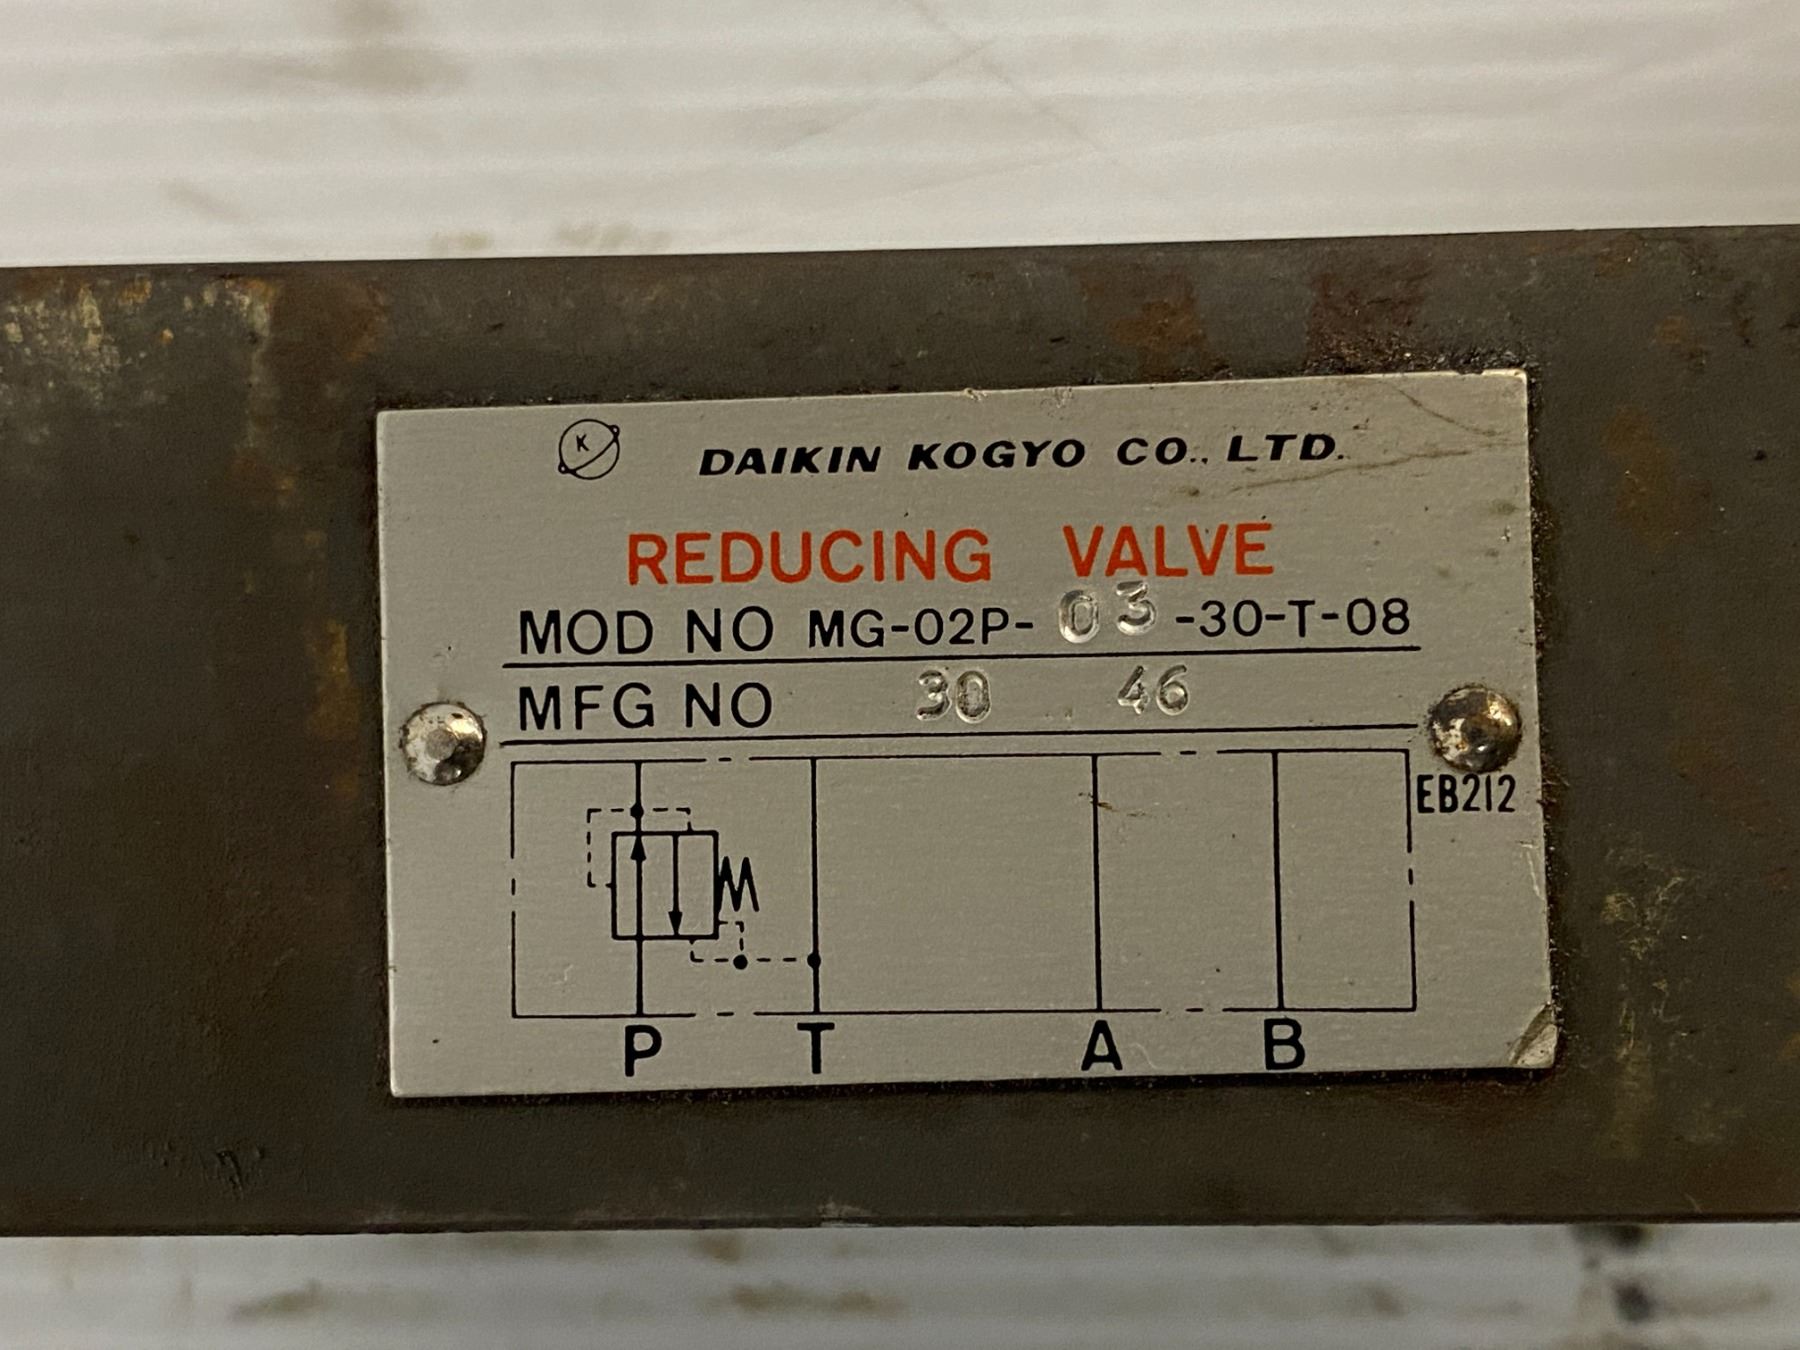 K DAIKIN KOGYO CO., LTD.
REDUCING VALVE
MOD NO MG-02P-03-30-T-08
MFG NO 30 46
EB212
P T A B